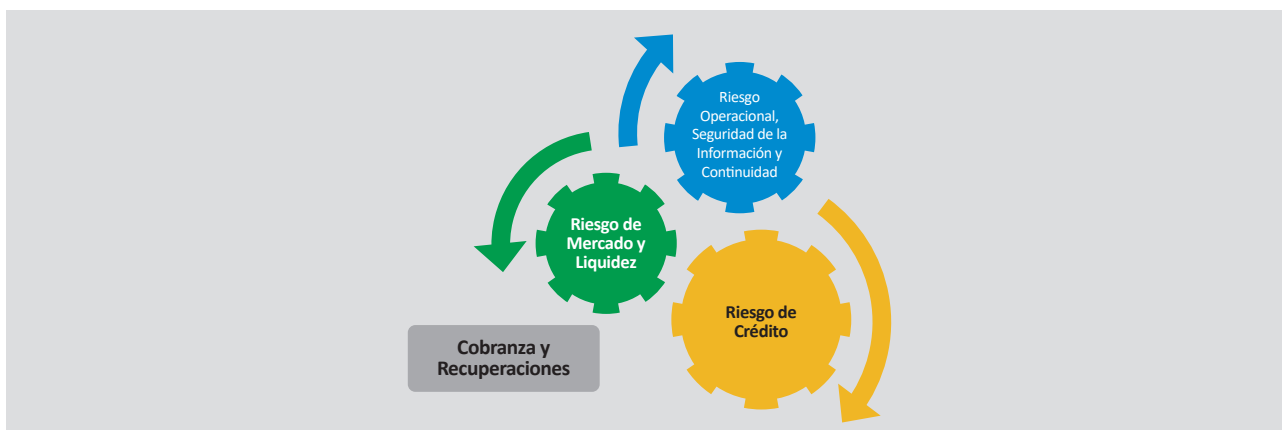 Riesgo
Operacional,
Seguridad de la
Información y
Continuidad
Riesgo de
Mercado y
Liquidez
Riesgo de
Crédito
Cobranza y
Recuperaciones